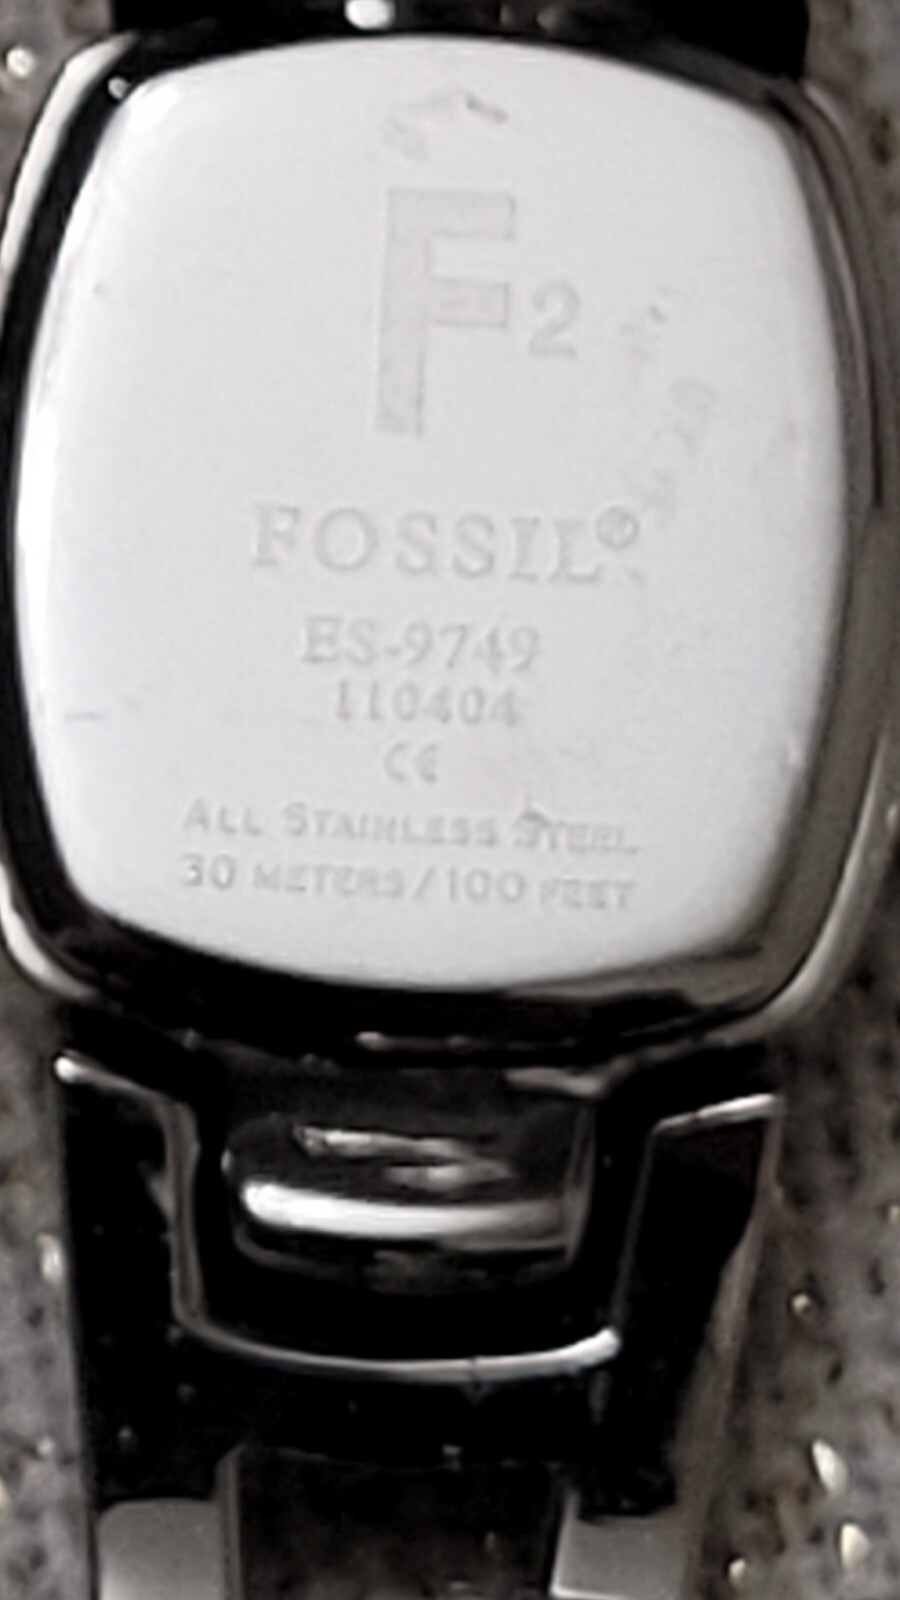 F2
FOSSIL®
ES-9749
110404
CE
ALL STAINLESS STEEL
30 METERS/100 FEET